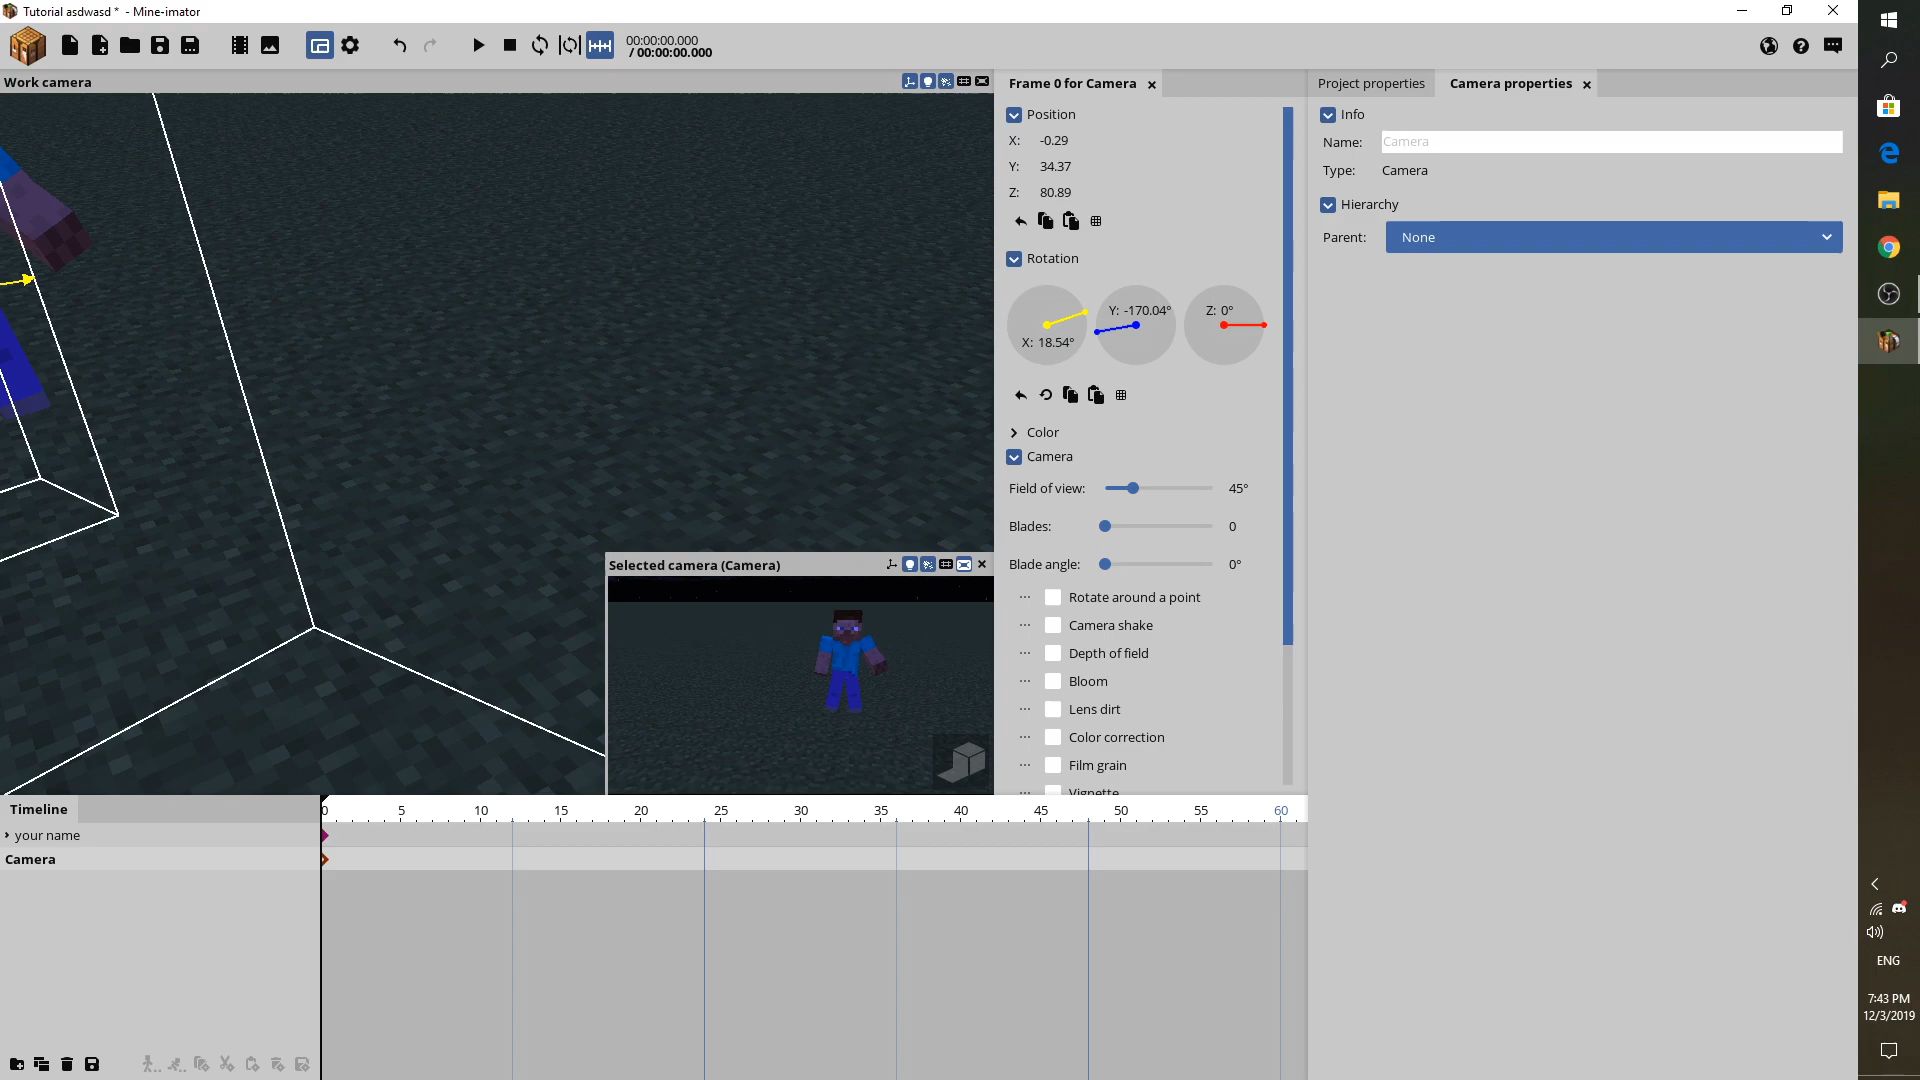 Tutorial asdwasd * - Mine-imator
00:00:00.000
/ 00:00:00.000
Work camera
Frame 0 for Camera
Position
X: -0.29
Y: 34.37
Z: 80.89
Rotation
X: 18.54°
Y: -170.04°
Z: 0°
Color
Camera
Field of view: 45°
Blades: 0
Blade angle: 0°
Rotate around a point
Camera shake
Depth of field
Bloom
Lens dirt
Color correction
Film grain
Vignette
Project properties
Camera properties
Info
Name: Camera
Type: Camera
Hierarchy
Parent: None
Selected camera (Camera)
Timeline
0 5 10 15 20 25 30 35 40 45 50 55 60
your name
Camera
ENG
7:43 PM
12/3/2019